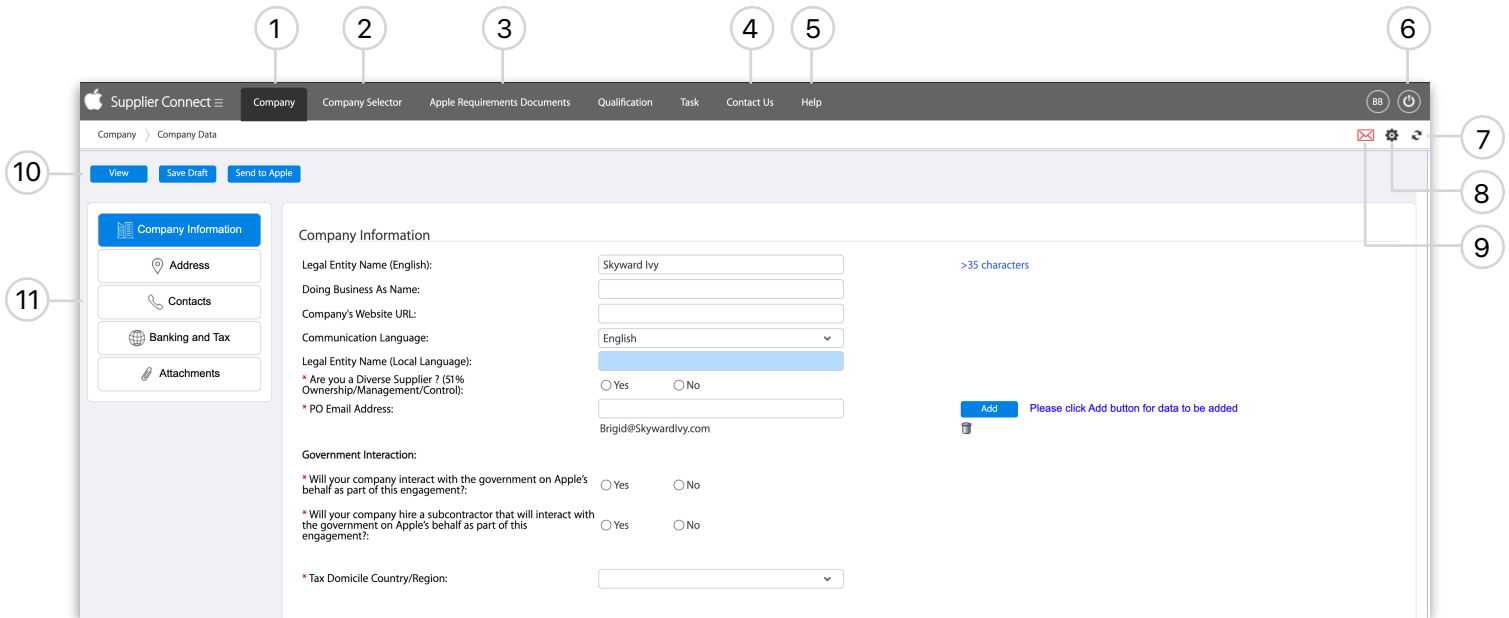 1 2 3 4 5 6
Supplier Connect Company Company Selector Apple Requirements Documents Qualification Task Contact Us Help BB
Company Company Data
7
10
View Save Draft Send to Apple
8
Company Information
Company Information
9
Legal Entity Name (English): Skyward Ivy >35 characters
Address
Doing Business As Name:
11
Contacts
Company's Website URL:
Banking and Tax
Communication Language: English
Legal Entity Name (Local Language):
Attachments
* Are you a Diverse Supplier ? (51%
Ownership/Management/Control): Yes No
* PO Email Address: Add Please click Add button for data to be added
Brigid@SkywardIvy.com
Government Interaction:
* Will your company interact with the government on Apple's
behalf as part of this engagement?: Yes No
* Will your company hire a subcontractor that will interact with
the government on Apple's behalf as part of this Yes No
engagement?:
* Tax Domicile Country/Region: